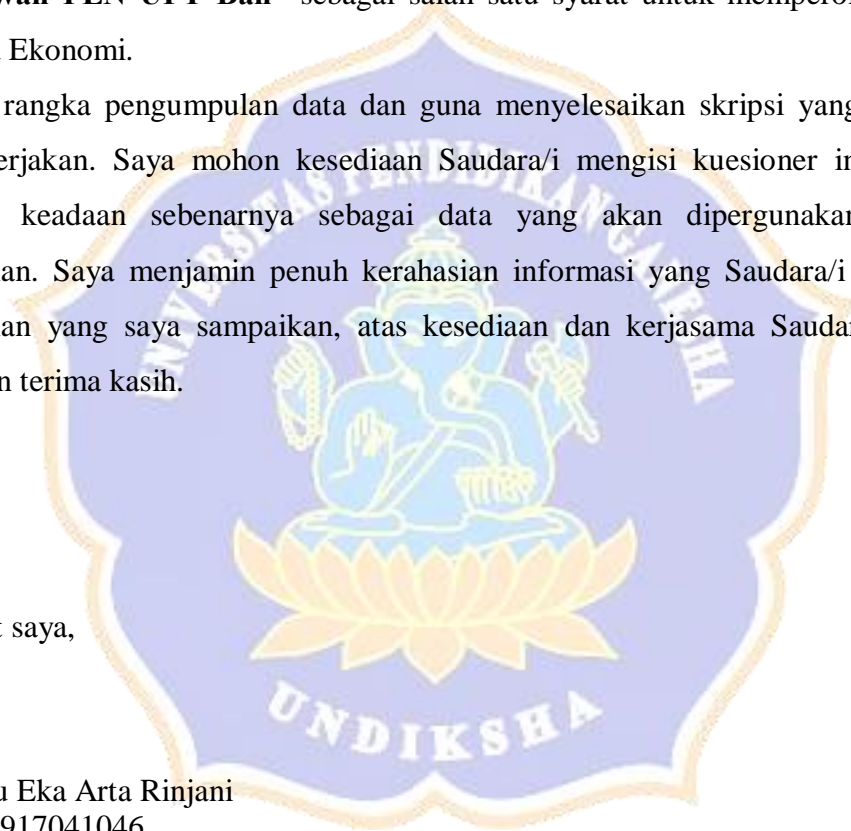 wan PLN UPT Bali" sebagai salah satu syarat untuk memperol
Ekonomi.
rangka pengumpulan data dan guna menyelesaikan skripsi yang
erjakan. Saya mohon kesediaan Saudara/i mengisi kuesioner in
keadaan sebenarnya sebagai data yang akan dipergunakan
an. Saya menjamin penuh kerahasian informasi yang Saudara/i
an yang saya sampaikan, atas kesediaan dan kerjasama Saudar
n terima kasih.
UNIVERSITAS PENDIDIKAN GANESHA
t saya,
UNDIKSHA
u Eka Arta Rinjani
917041046